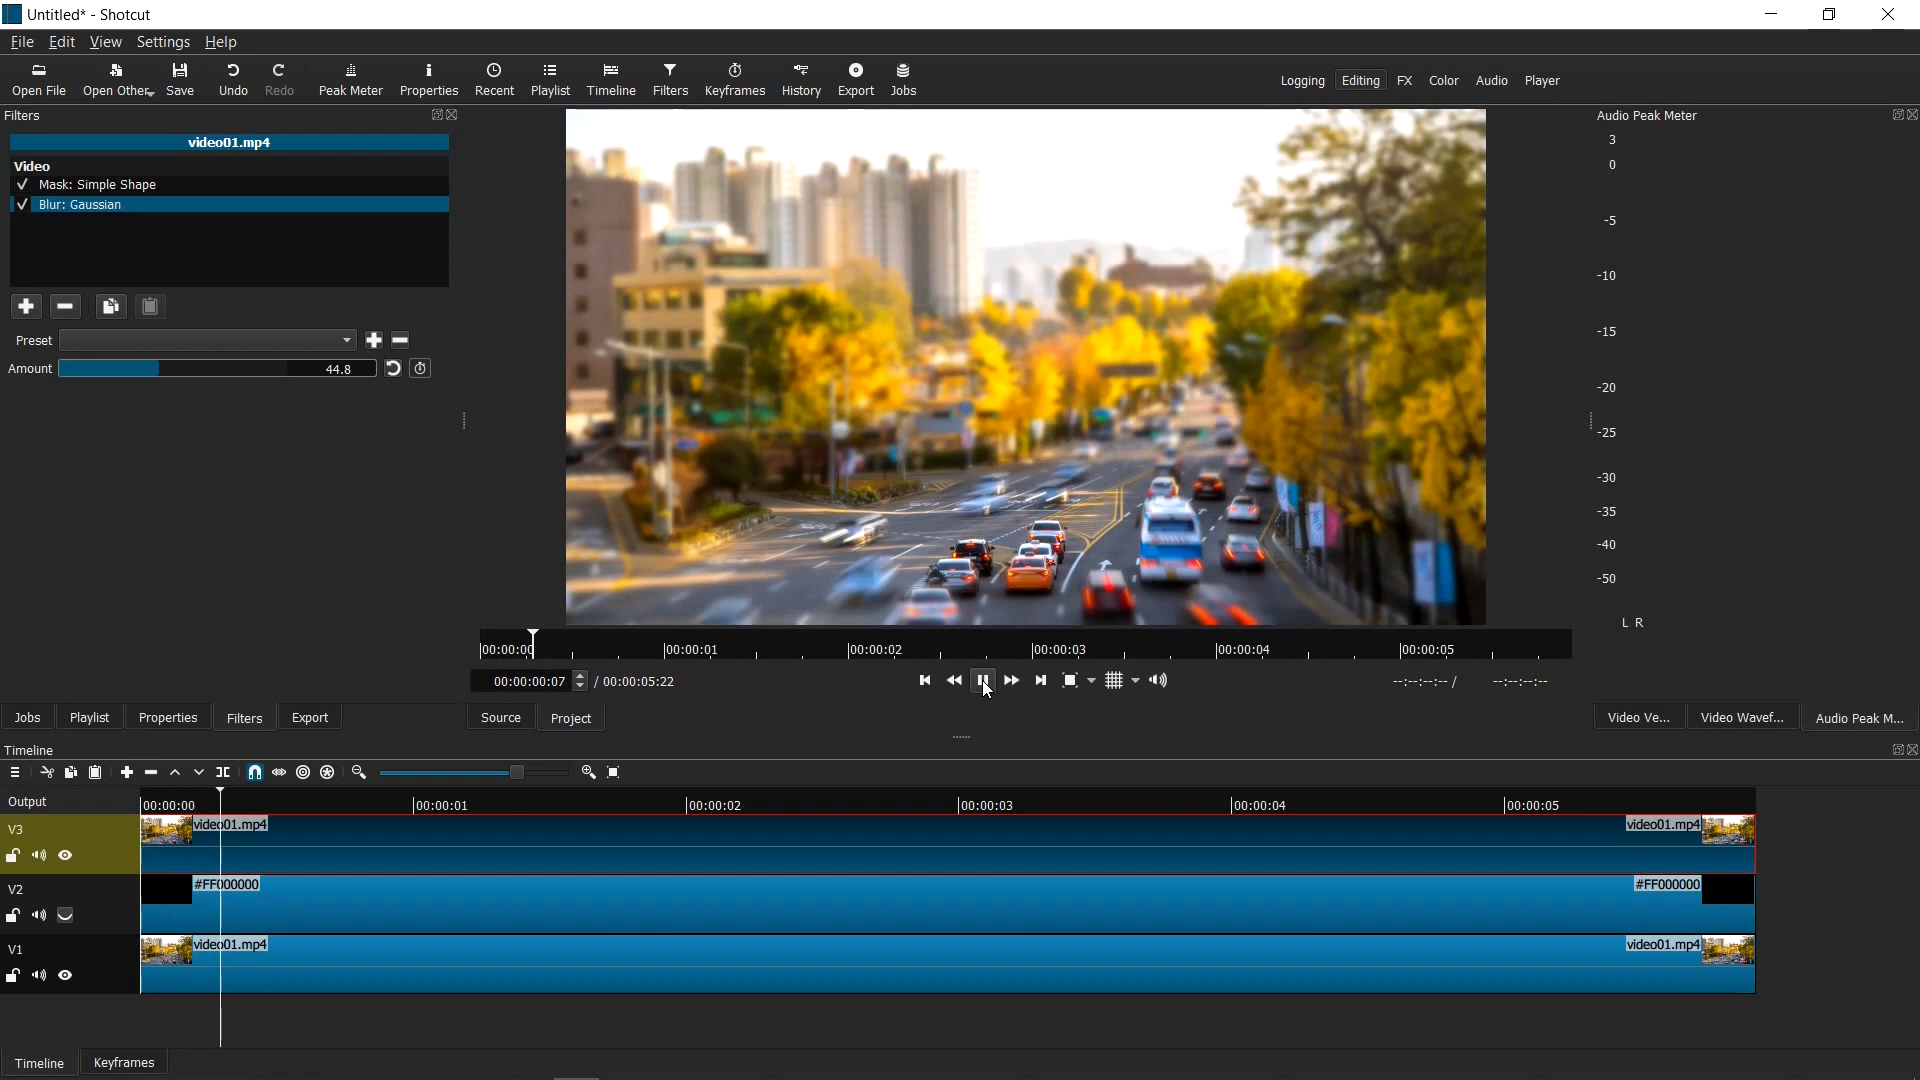 Untitled* - Shotcut
File Edit View Settings Help
Open File Open Other Save Undo Redo Peak Meter Properties Recent Playlist Timeline Filters Keyframes History Export Jobs
Logging Editing FX Color Audio Player
Filters
video01.mp4
Video
Mask: Simple Shape
Blur: Gaussian
Preset
Amount 44.8
Audio Peak Meter
3
0
-5
-10
-15
-20
-25
-30
-35
-40
-50
L R
00:00:00 00:00:01 00:00:02 00:00:03 00:00:04 00:00:05
00:00:00:07 / 00:00:05:22
--:--:--:-- / --:--:--:--
Jobs Playlist Properties Filters Export
Source Project
Video Ve... Video Wavef... Audio Peak M...
Timeline
Output 00:00:00 00:00:01 00:00:02 00:00:03 00:00:04 00:00:05
V3 video01.mp4 video01.mp4
V2 #FF000000 #FF000000
V1 video01.mp4 video01.mp4
Timeline Keyframes